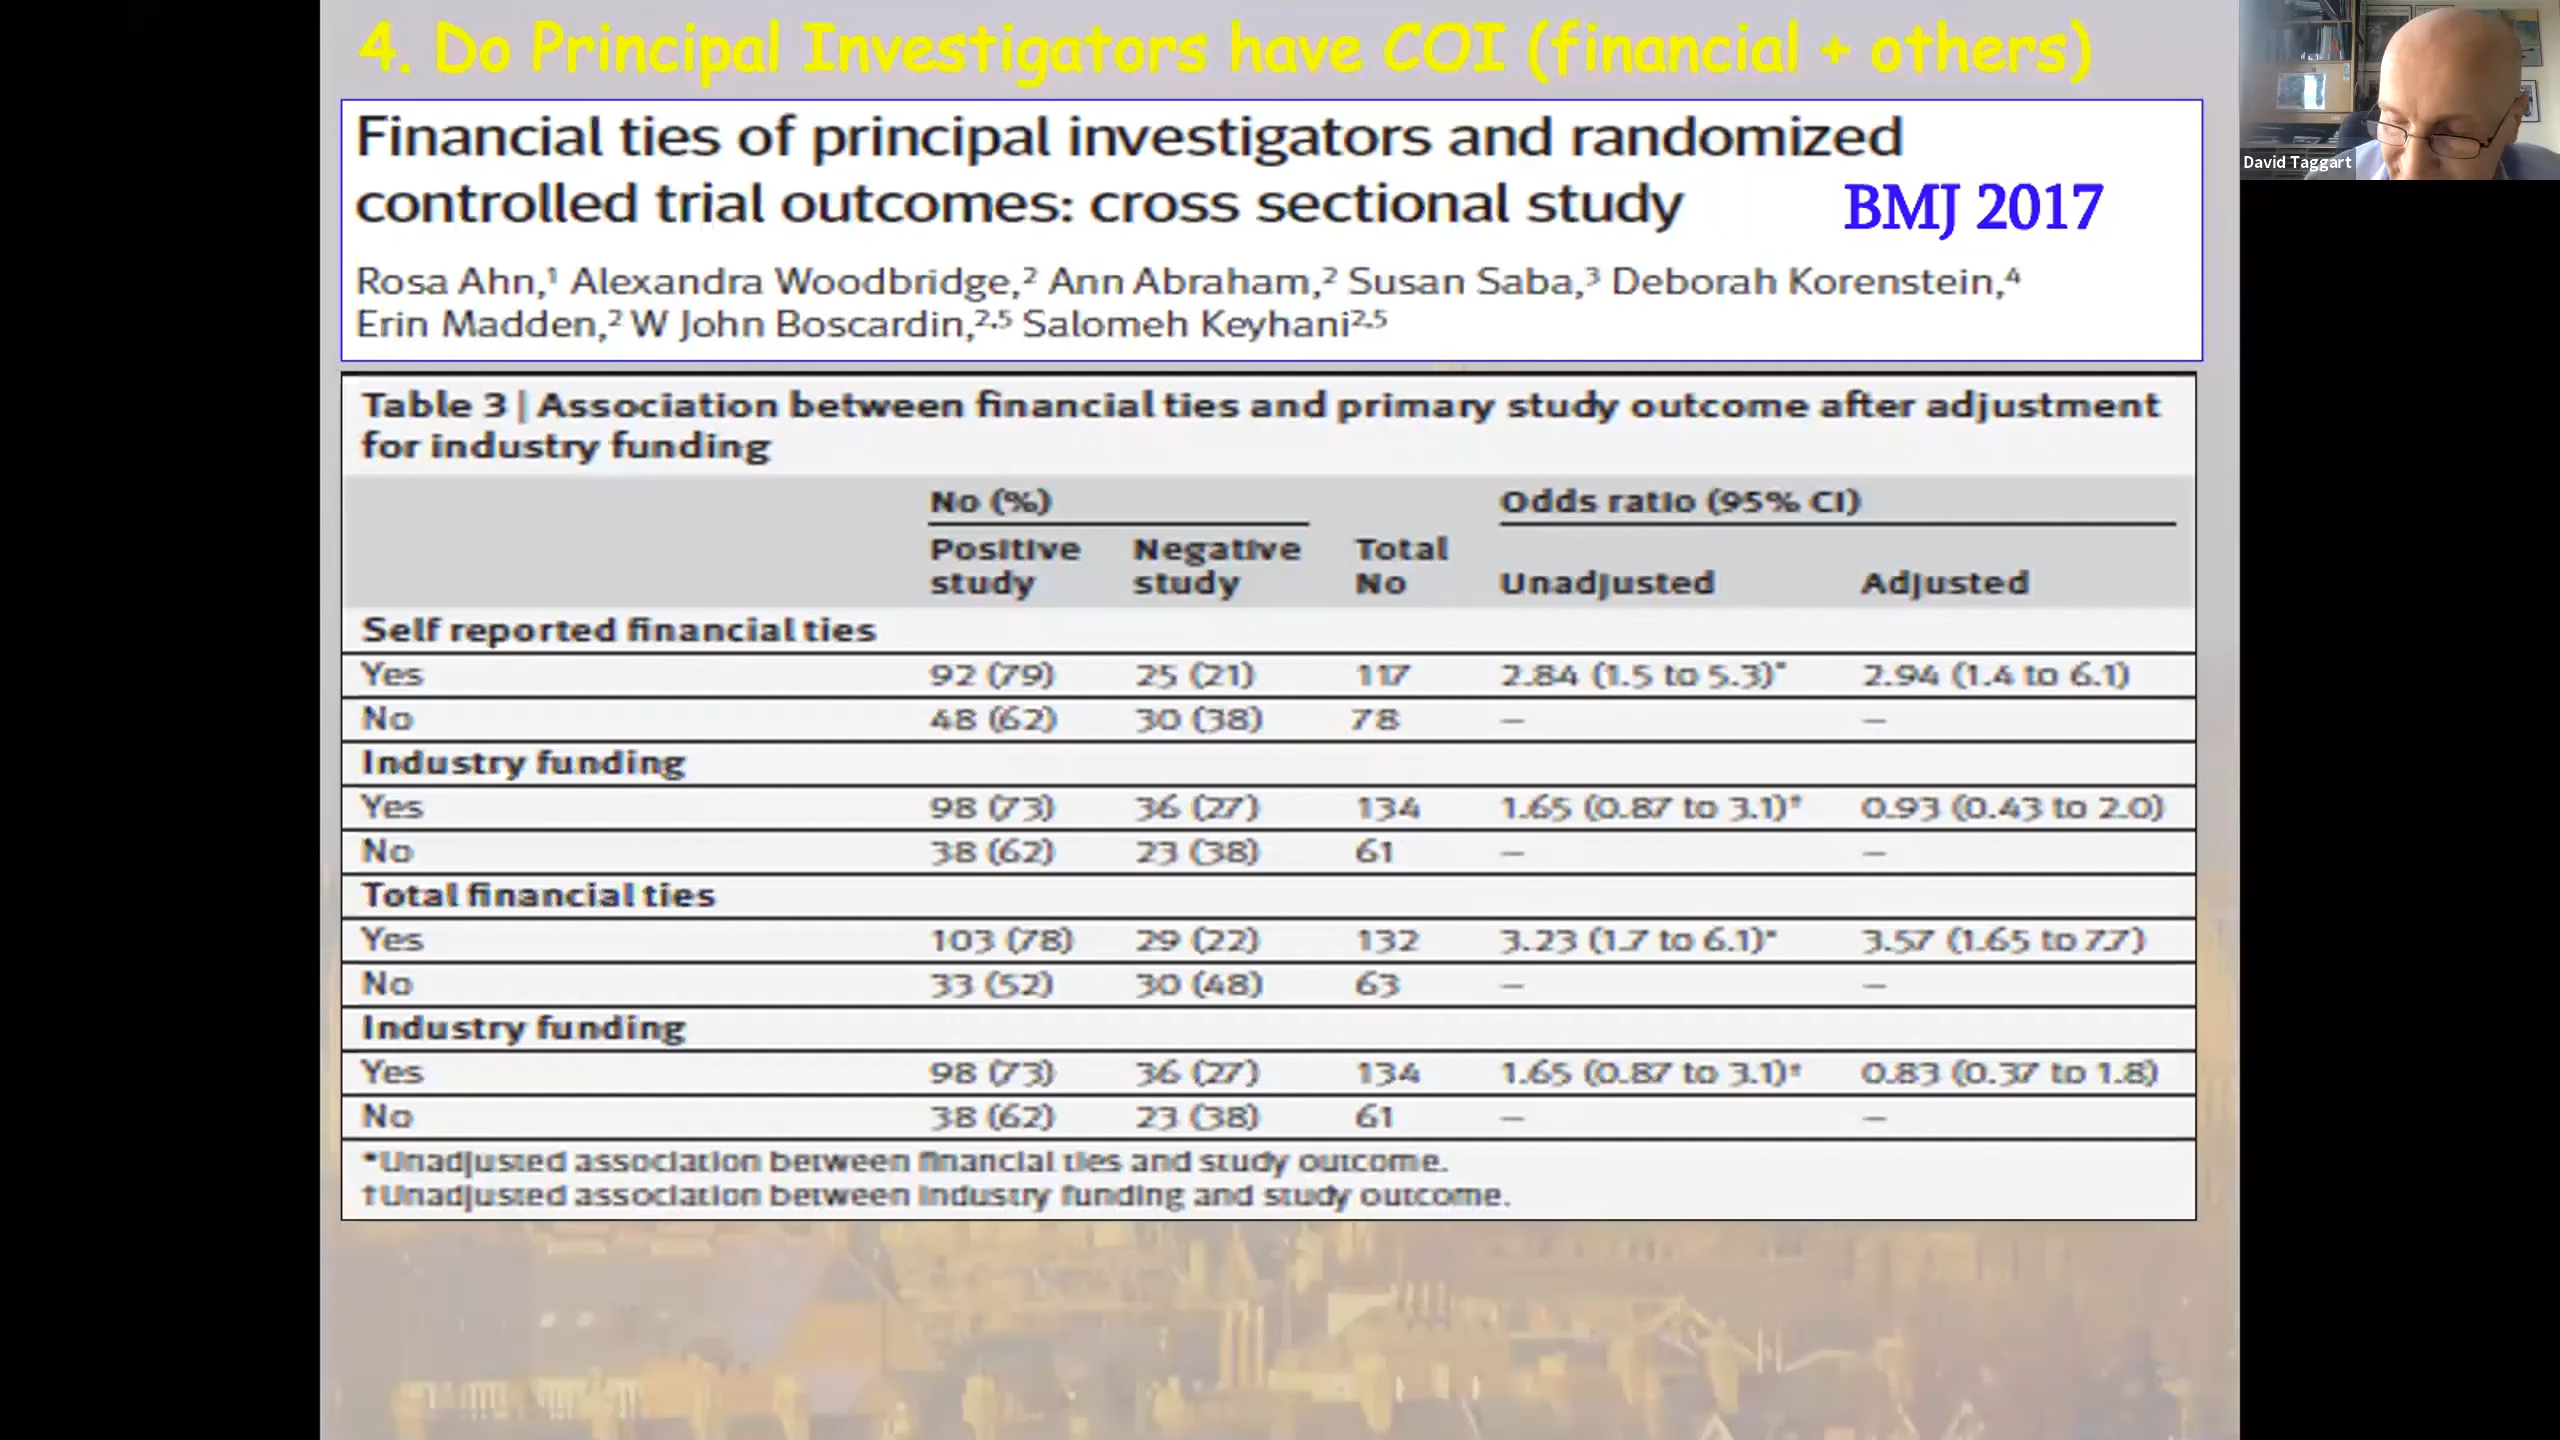 4. Do Principal Investigators have COI (financial + others)
David Taggart
Financial ties of principal investigators and randomized
controlled trial outcomes: cross sectional study
BMJ 2017
Rosa Ahn,¹ Alexandra Woodbridge,² Ann Abraham,² Susan Saba,³ Deborah Korenstein,⁴
Erin Madden,² W John Boscardin,²·⁵ Salomeh Keyhani²·⁵
Table 3 | Association between financial ties and primary study outcome after adjustment
for industry funding
No (%) Odds ratio (95% CI)
Positive Negative Total
study study No Unadjusted Adjusted
Self reported financial ties
Yes 92 (79) 25 (21) 117 2.84 (1.5 to 5.3)* 2.94 (1.4 to 6.1)
No 48 (62) 30 (38) 78 – –
Industry funding
Yes 98 (73) 36 (27) 134 1.65 (0.87 to 3.1)† 0.93 (0.43 to 2.0)
No 38 (62) 23 (38) 61 – –
Total financial ties
Yes 103 (78) 29 (22) 132 3.23 (1.7 to 6.1)* 3.57 (1.65 to 7.7)
No 33 (52) 30 (48) 63 – –
Industry funding
Yes 98 (73) 36 (27) 134 1.65 (0.87 to 3.1)† 0.83 (0.37 to 1.8)
No 38 (62) 23 (38) 61 – –
*Unadjusted association between financial ties and study outcome.
†Unadjusted association between industry funding and study outcome.